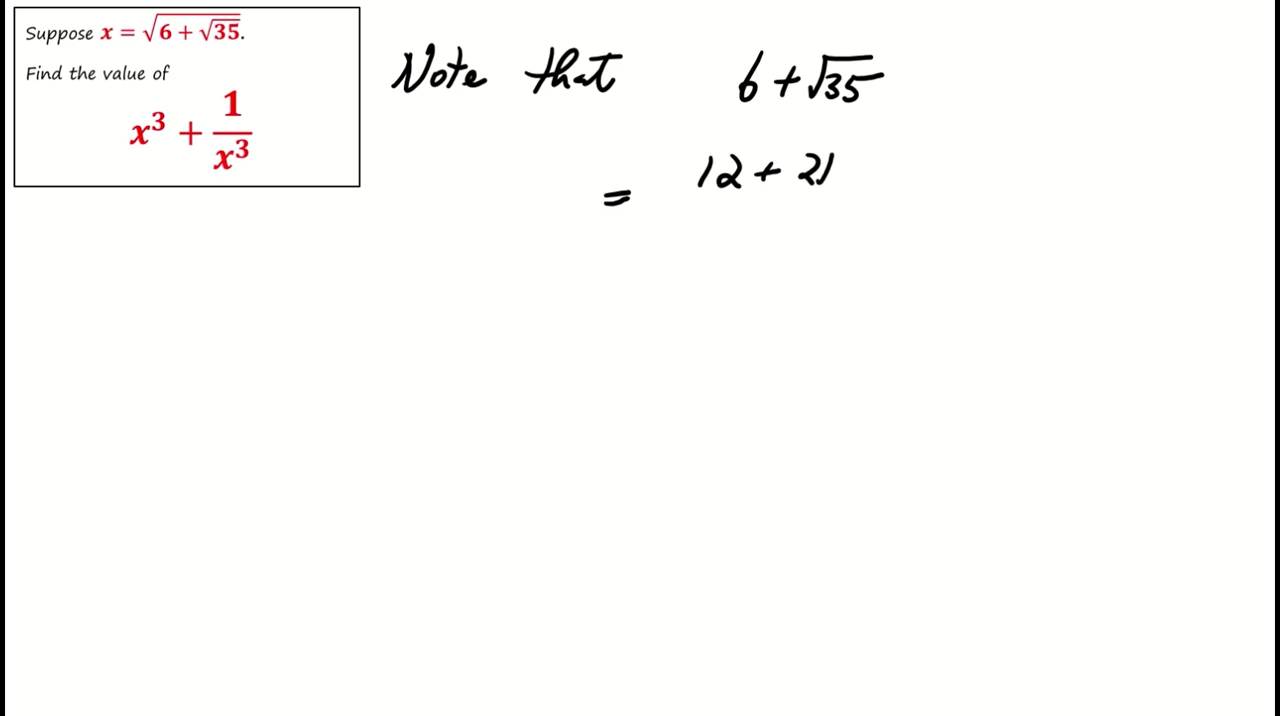 Suppose x = √(6 + √35).
Find the value of
x³ + 1/x³
Note that 6 + √35
= 12 + 2√